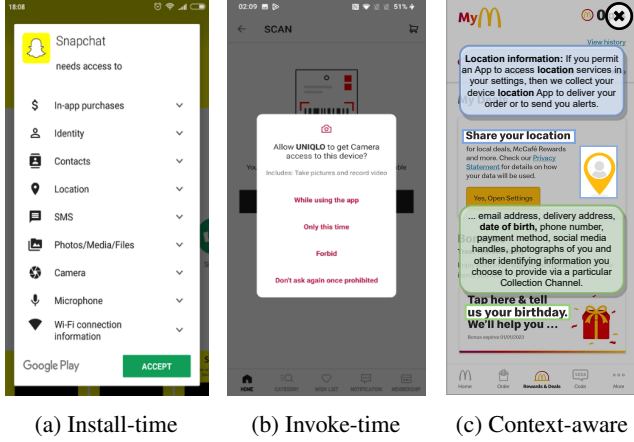 18:08
Snapchat
needs access to
$ In-app purchases
Identity
Contacts
Location
SMS
Photos/Media/Files
Camera
Microphone
Wi-Fi connection
information
Google Play
ACCEPT
(a) Install-time
02:09
51%
SCAN
Allow UNIQLO to get Camera
access to this device?
Includes: Take pictures and record video
While using the app
Only this time
Forbid
Don't ask again once prohibited
HOME
CATEGORY
WISH LIST
NOTIFICATION
MEMBERSHIP
(b) Invoke-time
My
0
View history
Location information: If you permit
an App to access location services in
your settings, then we collect your
device location App to deliver your
order or to send you alerts.
Share your location
for local deals, McCafé Rewards
and more. Check our Privacy
Statement for details on how
your data will be used.
Yes, Open Settings
... email address, delivery address,
date of birth, phone number,
payment method, social media
handles, photographs of you and
other identifying information you
choose to provide via a particular
Collection Channel.
Tap here & tell
us your birthday.
We'll help you ...
Bonus expires 01/01/2023
Home
Order
Rewards & Deals
Code
More
(c) Context-aware